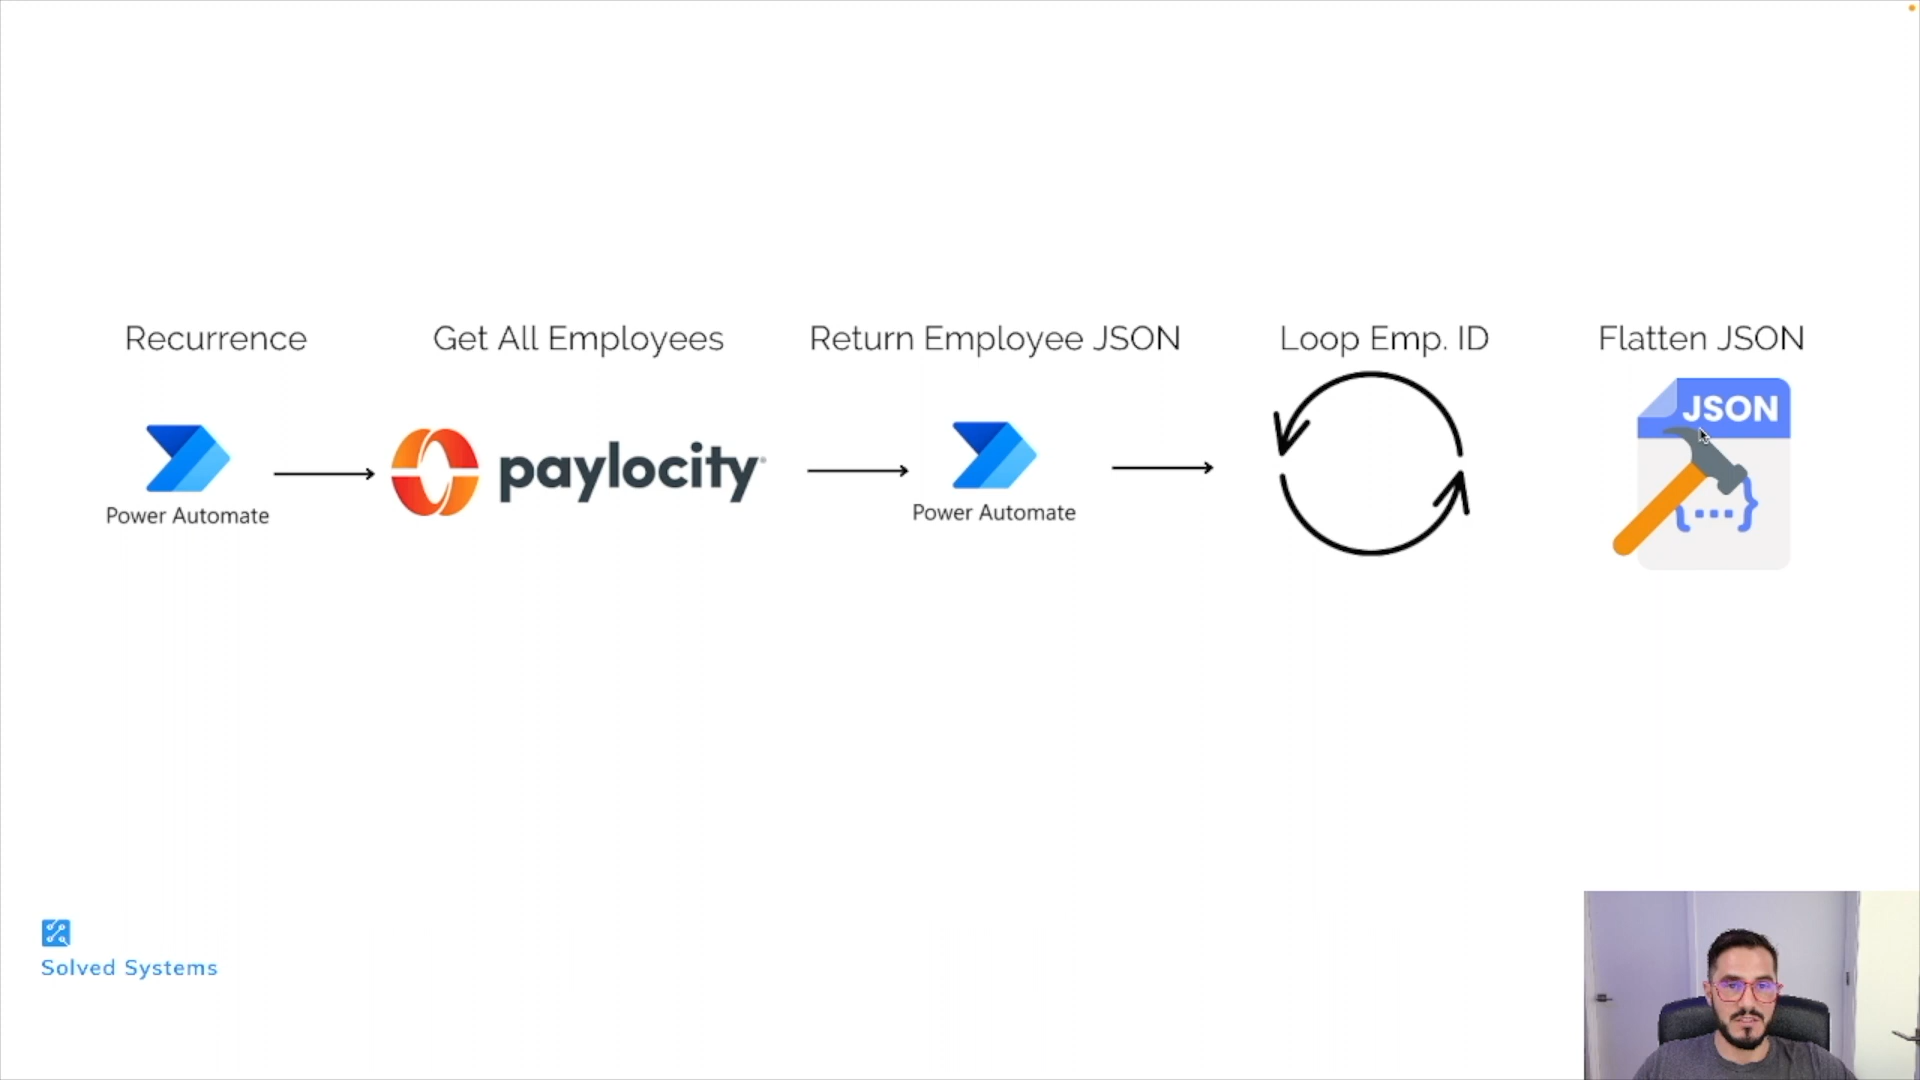 Recurrence
Get All Employees
Return Employee JSON
Loop Emp. ID
Flatten JSON
Power Automate
paylocity
Power Automate
JSON
{...}
Solved Systems